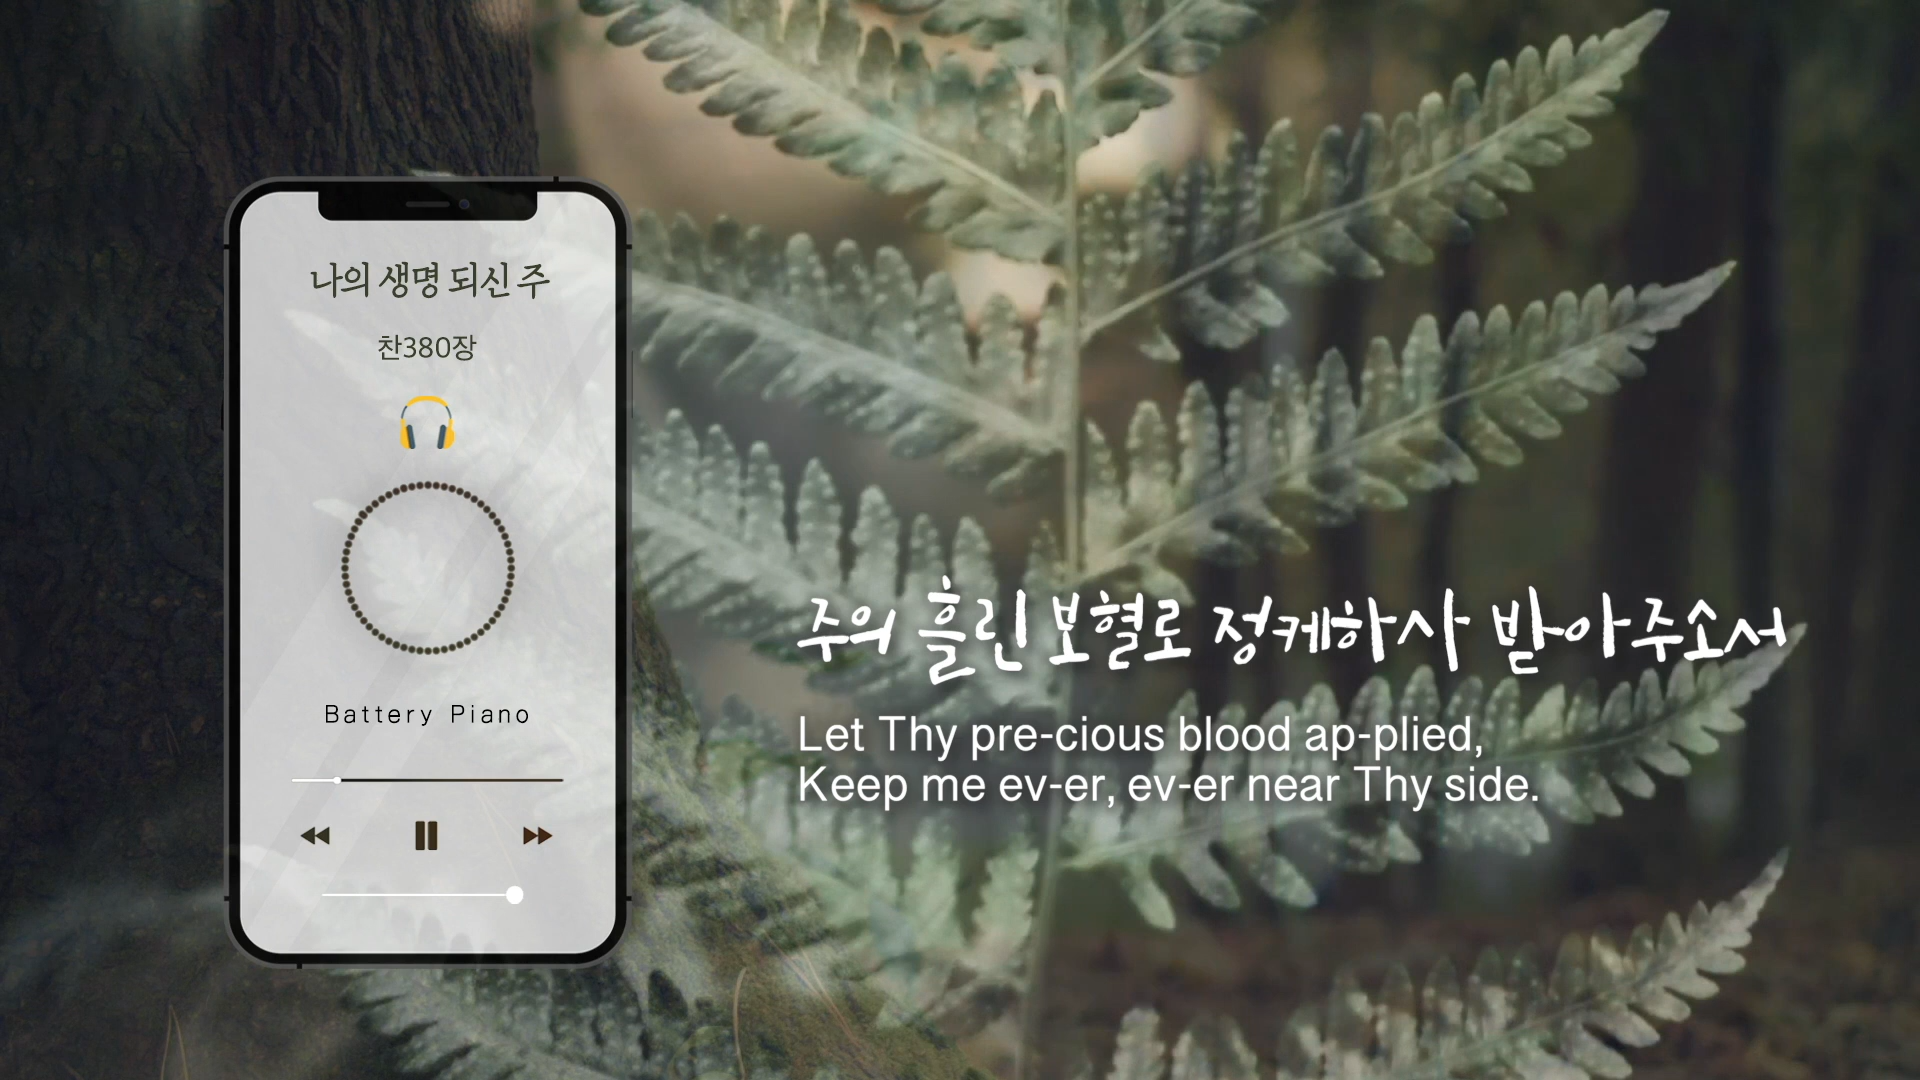 나의 생명 되신 주
찬380장
Battery Piano
주의 흘린 보혈로 정케하사 받아주소서
Let Thy pre-cious blood ap-plied,
Keep me ev-er, ev-er near Thy side.